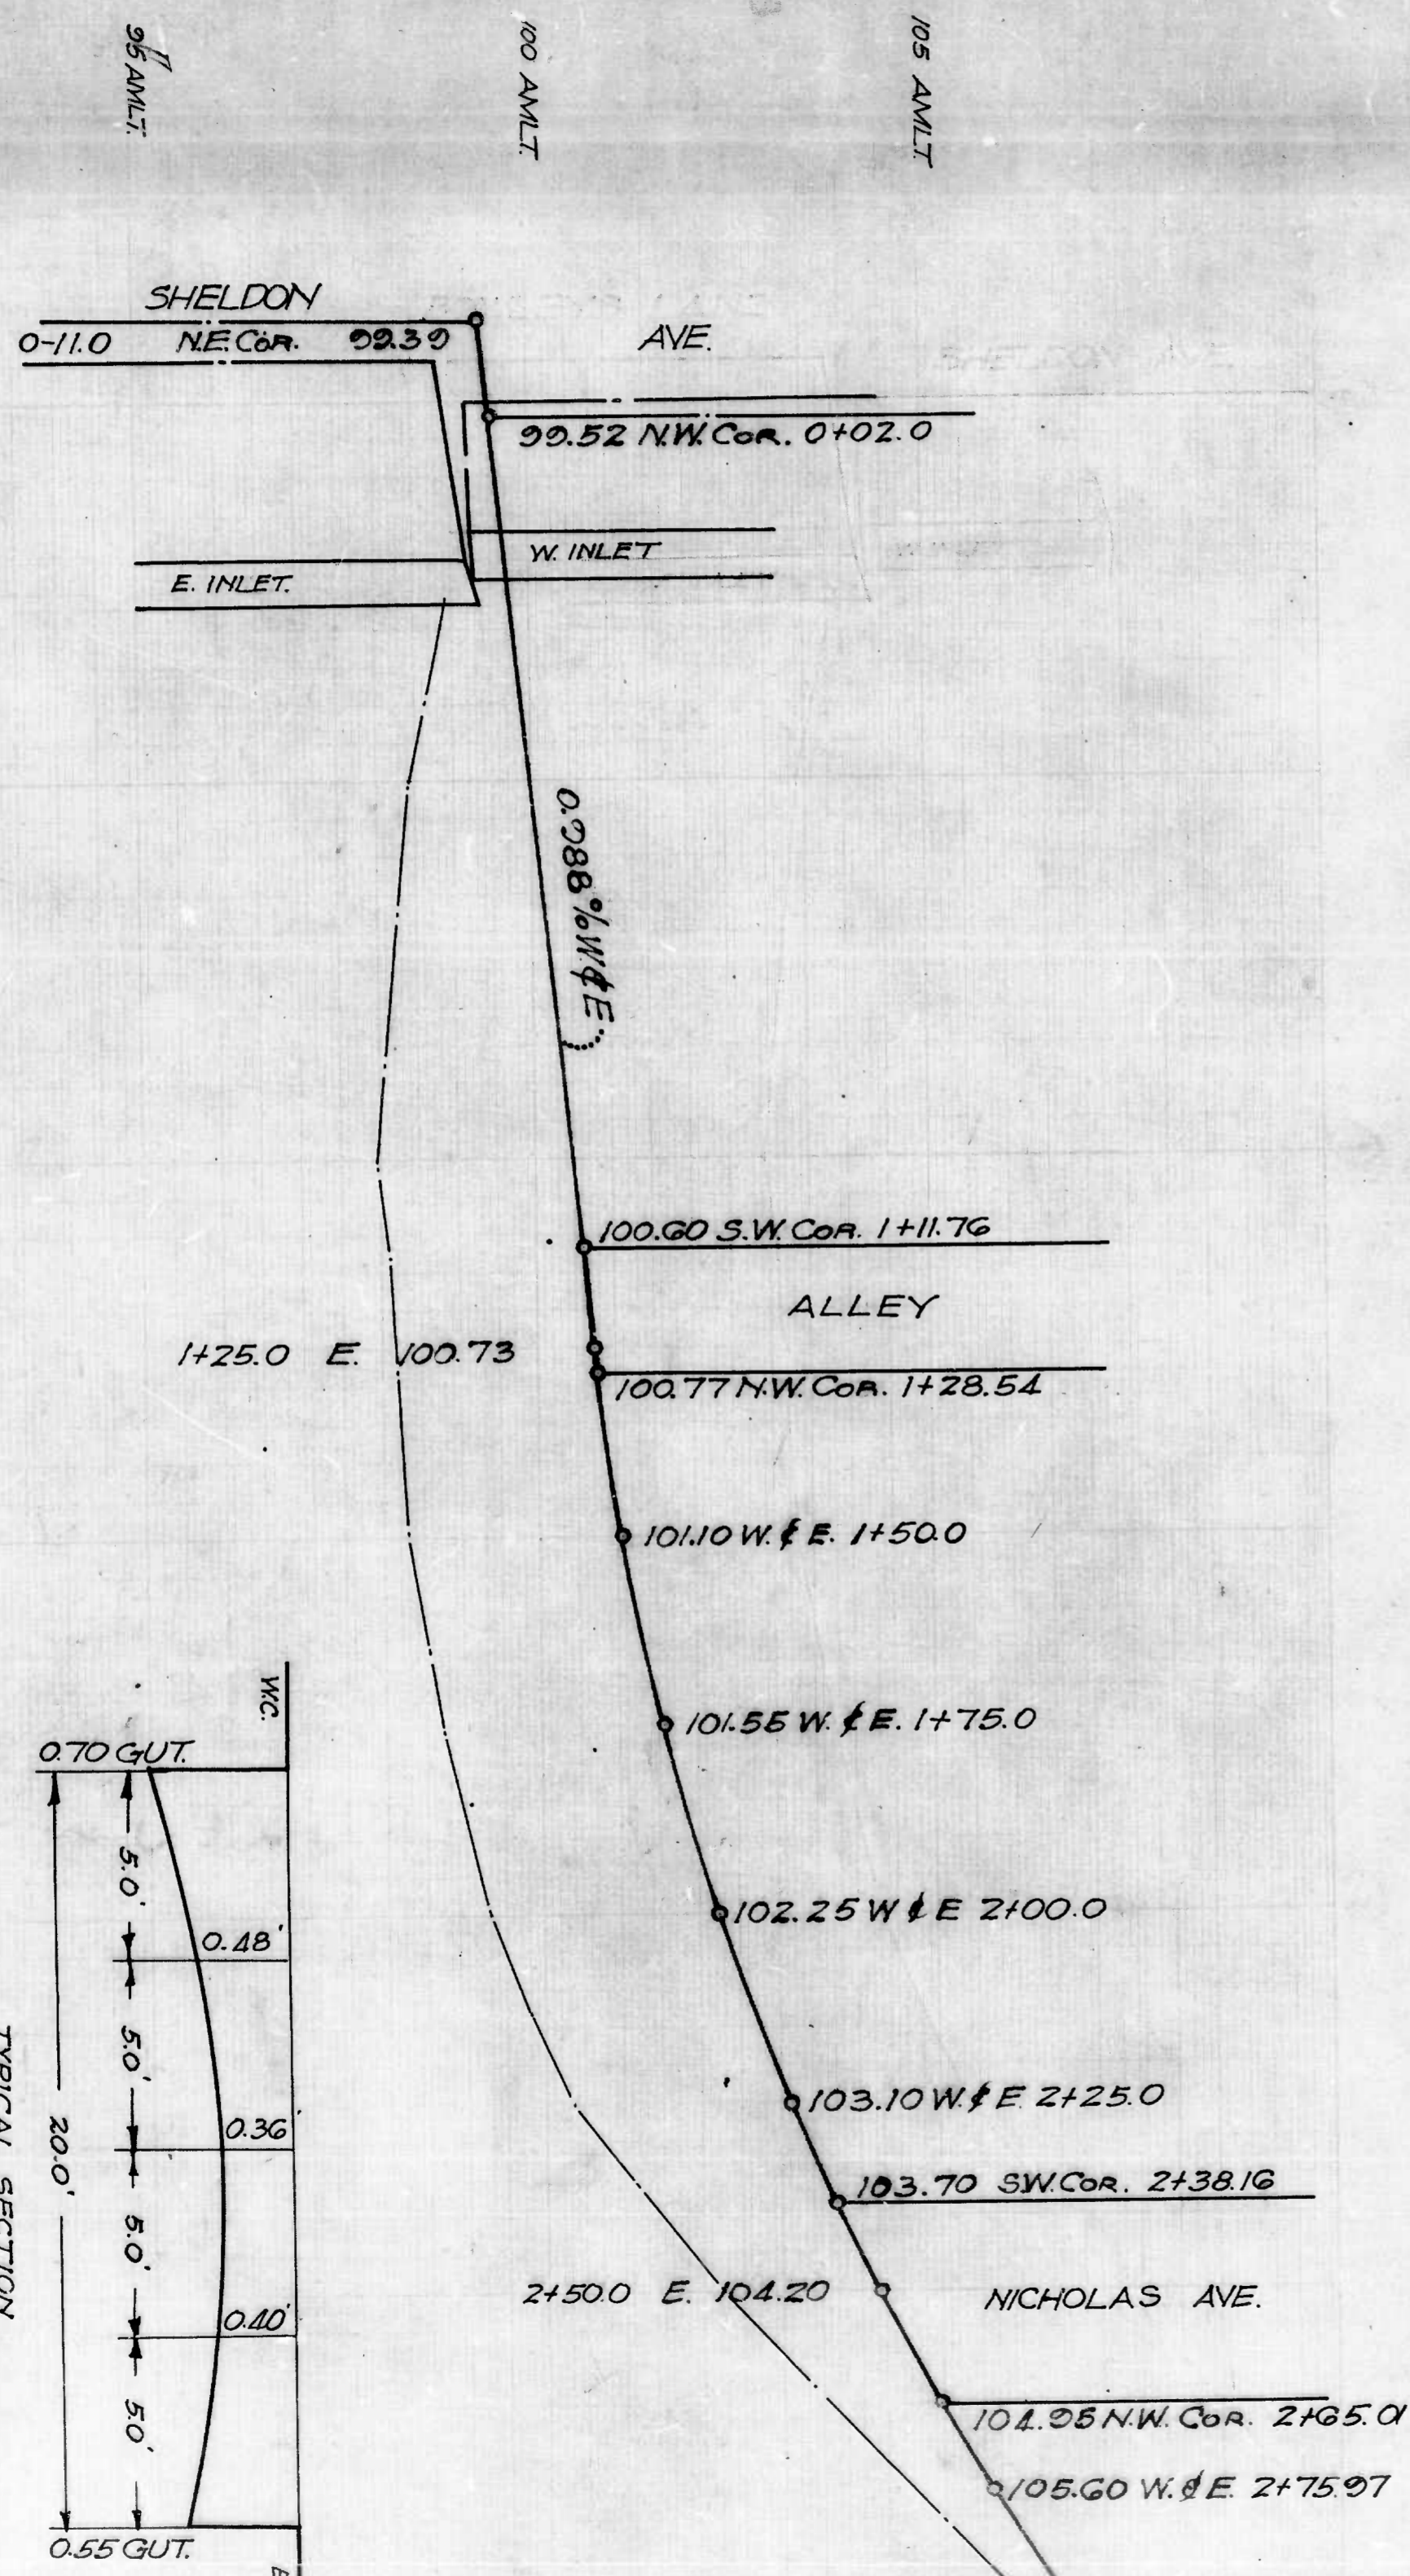 95 AMLT.
100 AMLT.
105 AMLT.
SHELDON AVE.
0-11.0 N.E. COR. 99.39
99.52 N.W. COR. 0+02.0
W. INLET
E. INLET.
0.988% W. & E.
100.60 S.W. COR. 1+11.76
ALLEY
1+25.0 E. 100.73
100.77 N.W. COR. 1+28.54
101.10 W. & E. 1+50.0
101.55 W. & E. 1+75.0
W.C.
0.70 GUT.
5.0'
102.25 W & E 2+00.0
0.48'
5.0'
103.10 W. & E. 2+25.0
0.36'
20.0'
103.70 S.W. COR. 2+38.16
5.0'
2+50.0 E. 104.20
NICHOLAS AVE.
0.40'
5.0'
104.95 N.W. COR. 2+65.01
105.60 W. & E. 2+75.97
0.55 GUT.
TYPICAL SECTION